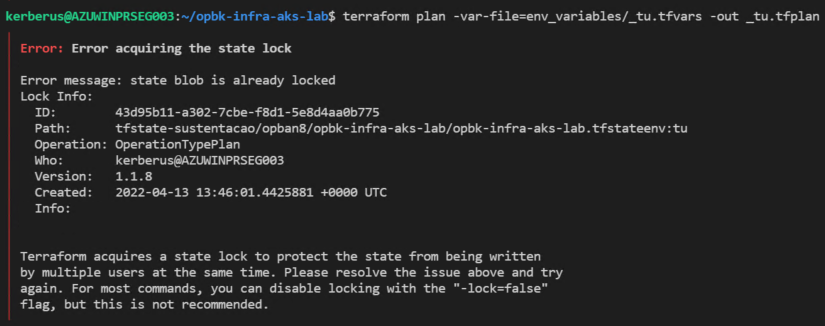 kerberus@AZUWINPRSEG003:~/opbk-infra-aks-lab$ terraform plan -var-file=env_variables/_tu.tfvars -out _tu.tfplan
Error: Error acquiring the state lock
Error message: state blob is already locked
Lock Info:
ID: 43d95b11-a302-7cbe-f8d1-5e8d4aa0b775
Path: tfstate-sustentacao/opban8/opbk-infra-aks-lab/opbk-infra-aks-lab.tfstateenv:tu
Operation: OperationTypePlan
Who: kerberus@AZUWINPRSEG003
Version: 1.1.8
Created: 2022-04-13 13:46:01.4425881 +0000 UTC
Info:
Terraform acquires a state lock to protect the state from being written
by multiple users at the same time. Please resolve the issue above and try
again. For most commands, you can disable locking with the "-lock=false"
flag, but this is not recommended.